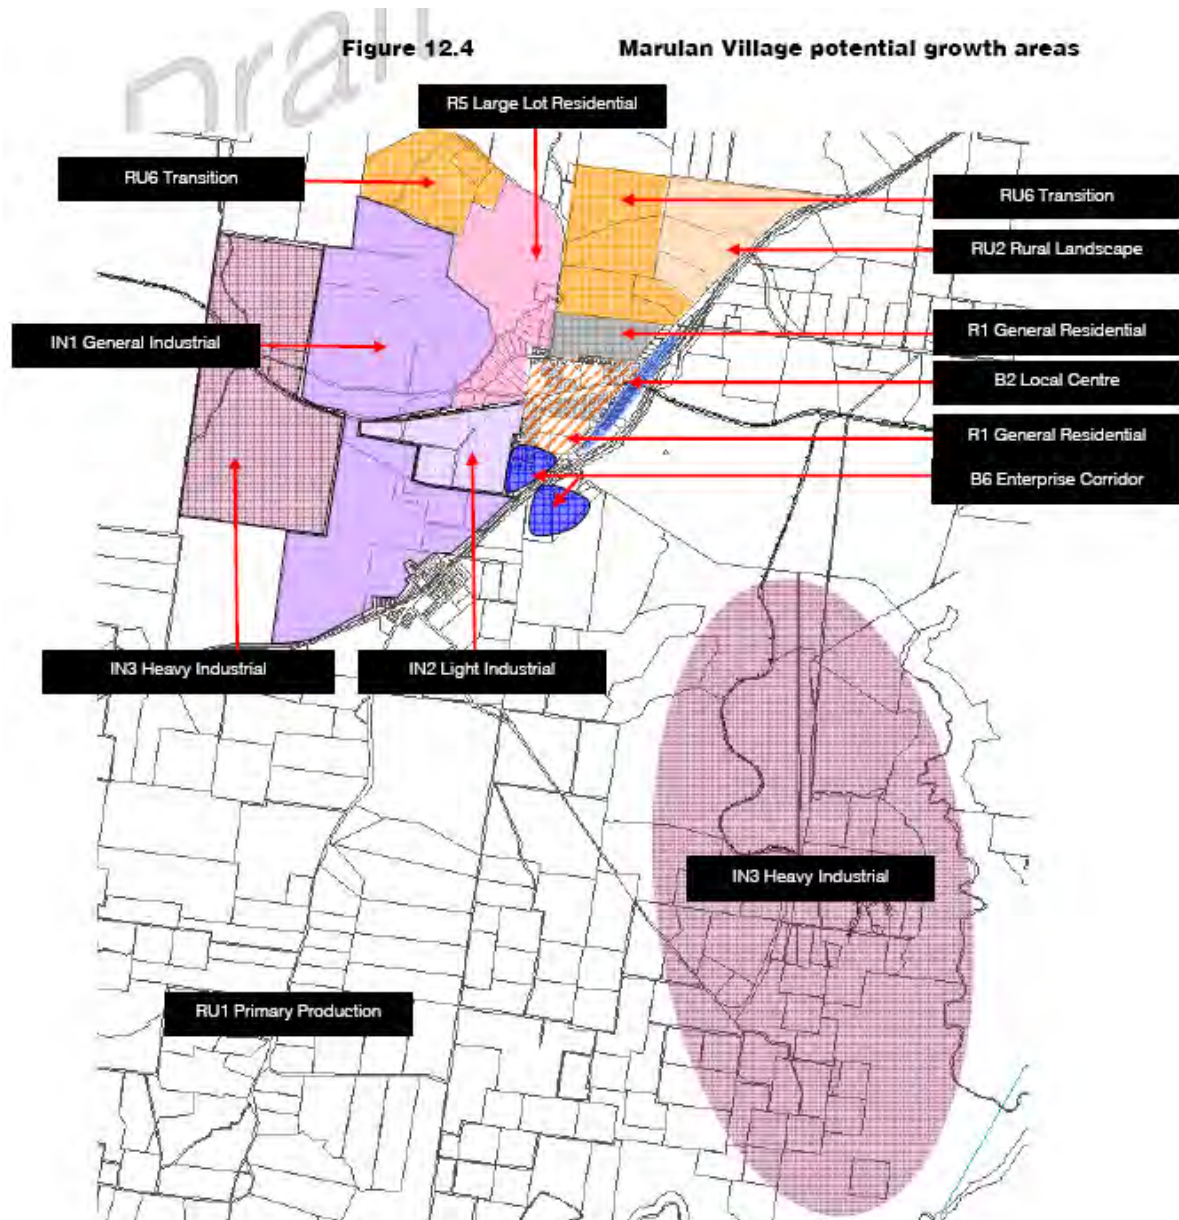 Draft
Figure 12.4 Marulan Village potential growth areas
R5 Large Lot Residential
RU6 Transition
RU6 Transition
RU2 Rural Landscape
R1 General Residential
IN1 General Industrial
B2 Local Centre
R1 General Residential
B6 Enterprise Corridor
IN3 Heavy Industrial
IN2 Light Industrial
IN3 Heavy Industrial
RU1 Primary Production